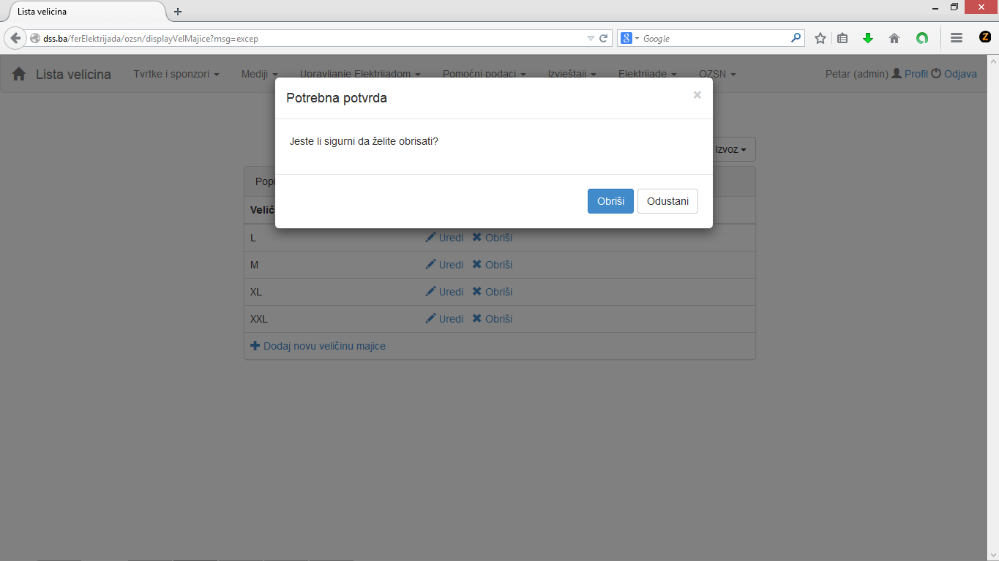 Lista velicina
dss.ba/ferElektrijada/ozsn/displayVelMajice?msg=excep
Google
Lista velicina Tvrtke i sponzori Mediji Upravljanje Elektrijadom Pomoćni podaci Izvještaji Elektrijade OZSN Petar (admin) Profil Odjava
Potrebna potvrda ×
Jeste li sigurni da želite obrisati?
Izvoz
Popi
Obriši Odustani
Velič
L Uredi Obriši
M Uredi Obriši
XL Uredi Obriši
XXL Uredi Obriši
Dodaj novu veličinu majice